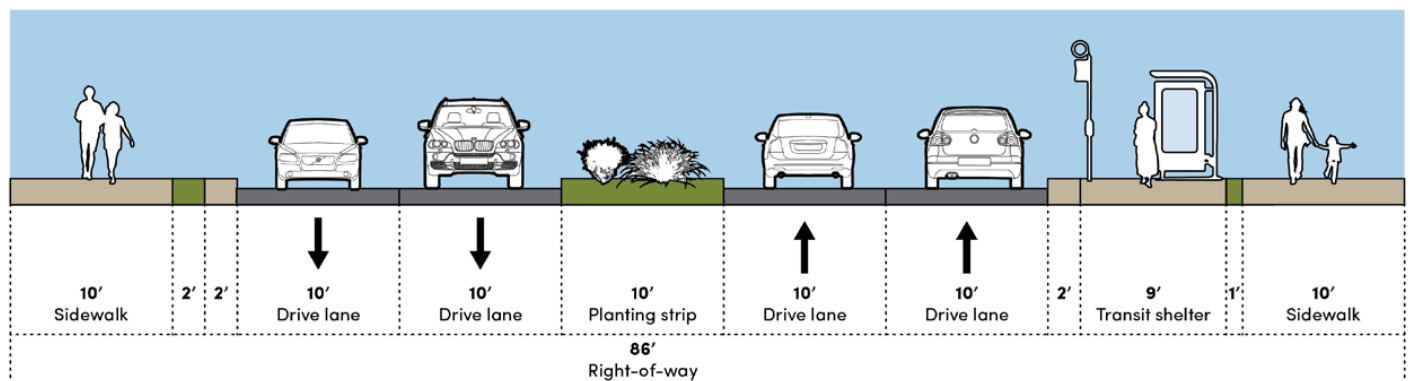 10′ 2′ 2′ 10′ 10′ 10′ 10′ 10′ 2′ 9′ 1′ 10′
Sidewalk Drive lane Drive lane Planting strip Drive lane Drive lane Transit shelter Sidewalk
86′
Right-of-way